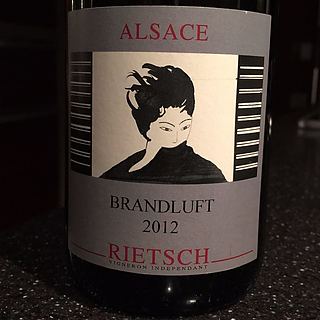 ALSACE
BRANDLUFT
2012
RIETSCH
VIGNERON INDEPENDANT